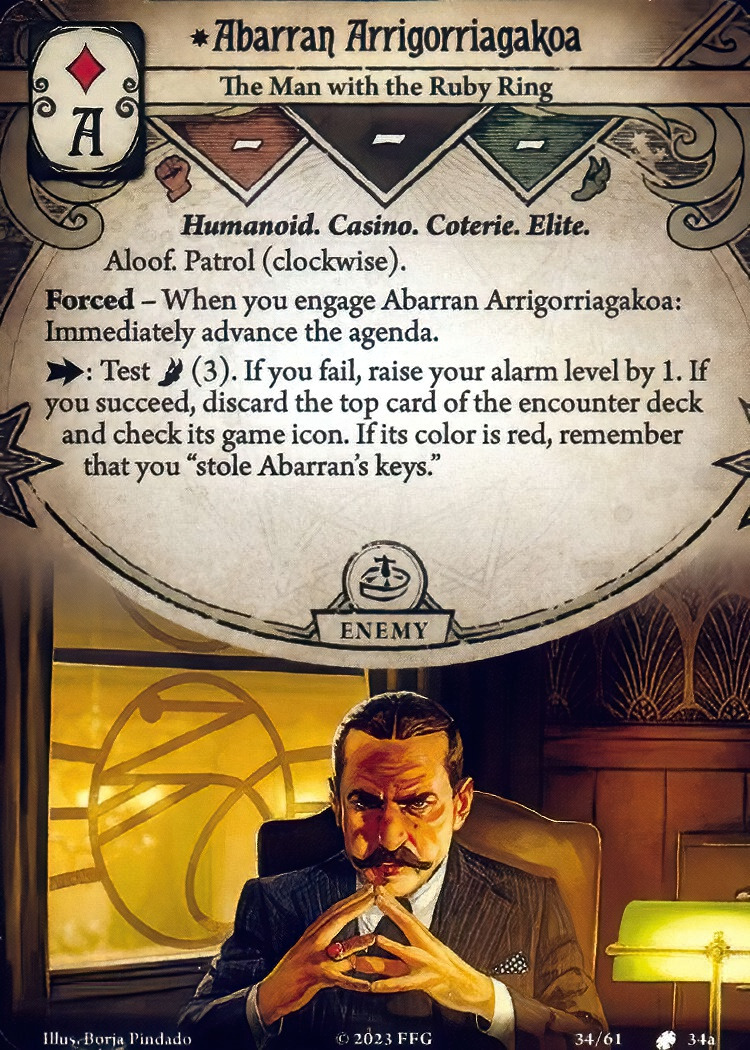 Abarran Arrigorriagakoa
The Man with the Ruby Ring
A
- - -
Humanoid. Casino. Coterie. Elite.
Aloof. Patrol (clockwise).
Forced – When you engage Abarran Arrigorriagakoa:
Immediately advance the agenda.
: Test (3). If you fail, raise your alarm level by 1. If
you succeed, discard the top card of the encounter deck
and check its game icon. If its color is red, remember
that you “stole Abarran’s keys.”
ENEMY
Illus. Borja Pindado
© 2023 FFG
34/61
34a